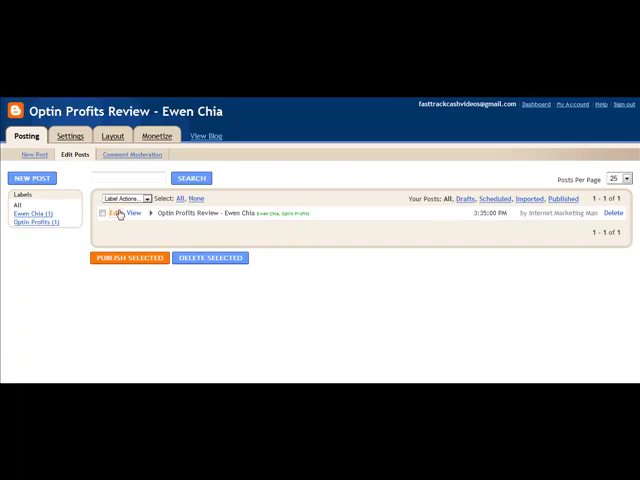 Optin Profits Review - Ewen Chia
fasttrackcashvideos@gmail.com Dashboard My Account Help Sign out
Posting Settings Layout Monetize View Blog
New Post Edit Posts Comment Moderation
NEW POST SEARCH Posts Per Page 25
Labels
All
Ewen Chia (1)
Optin Profits (1)
Label Actions... Select: All, None Your Posts: All, Drafts, Scheduled, Imported, Published 1 - 1 of 1
Edit View Optin Profits Review - Ewen Chia Ewen Chia, Optin Profits 3:35:00 PM by Internet Marketing Man Delete
1 - 1 of 1
PUBLISH SELECTED DELETE SELECTED